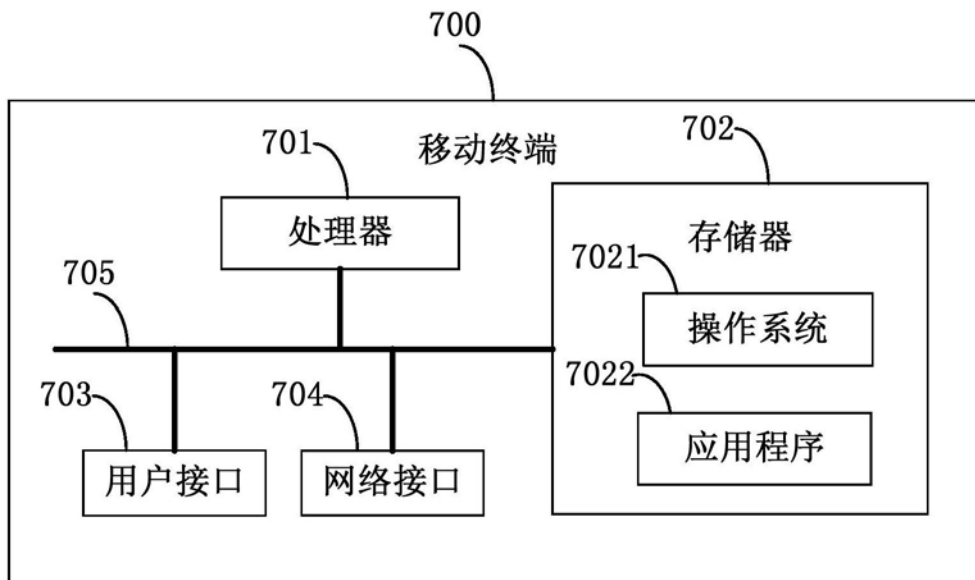 700
移动终端
701
702
处理器
存储器
7021
705
操作系统
7022
703
704
应用程序
用户接口
网络接口